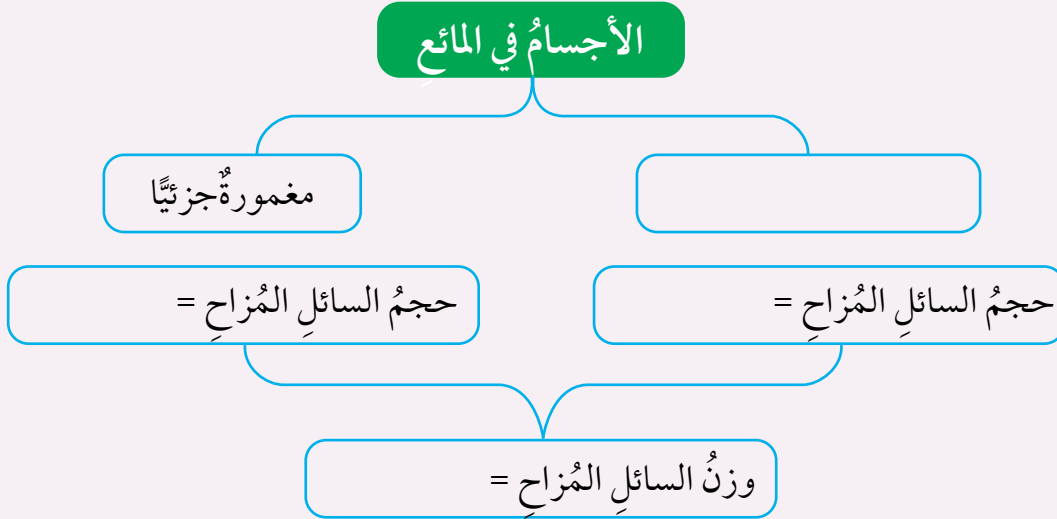 الأجسامُ في المائعِ
مغمورةٌ جزئيًّا
حجمُ السائلِ المُزاحِ =
حجمُ السائلِ المُزاحِ =
وزنُ السائلِ المُزاحِ =